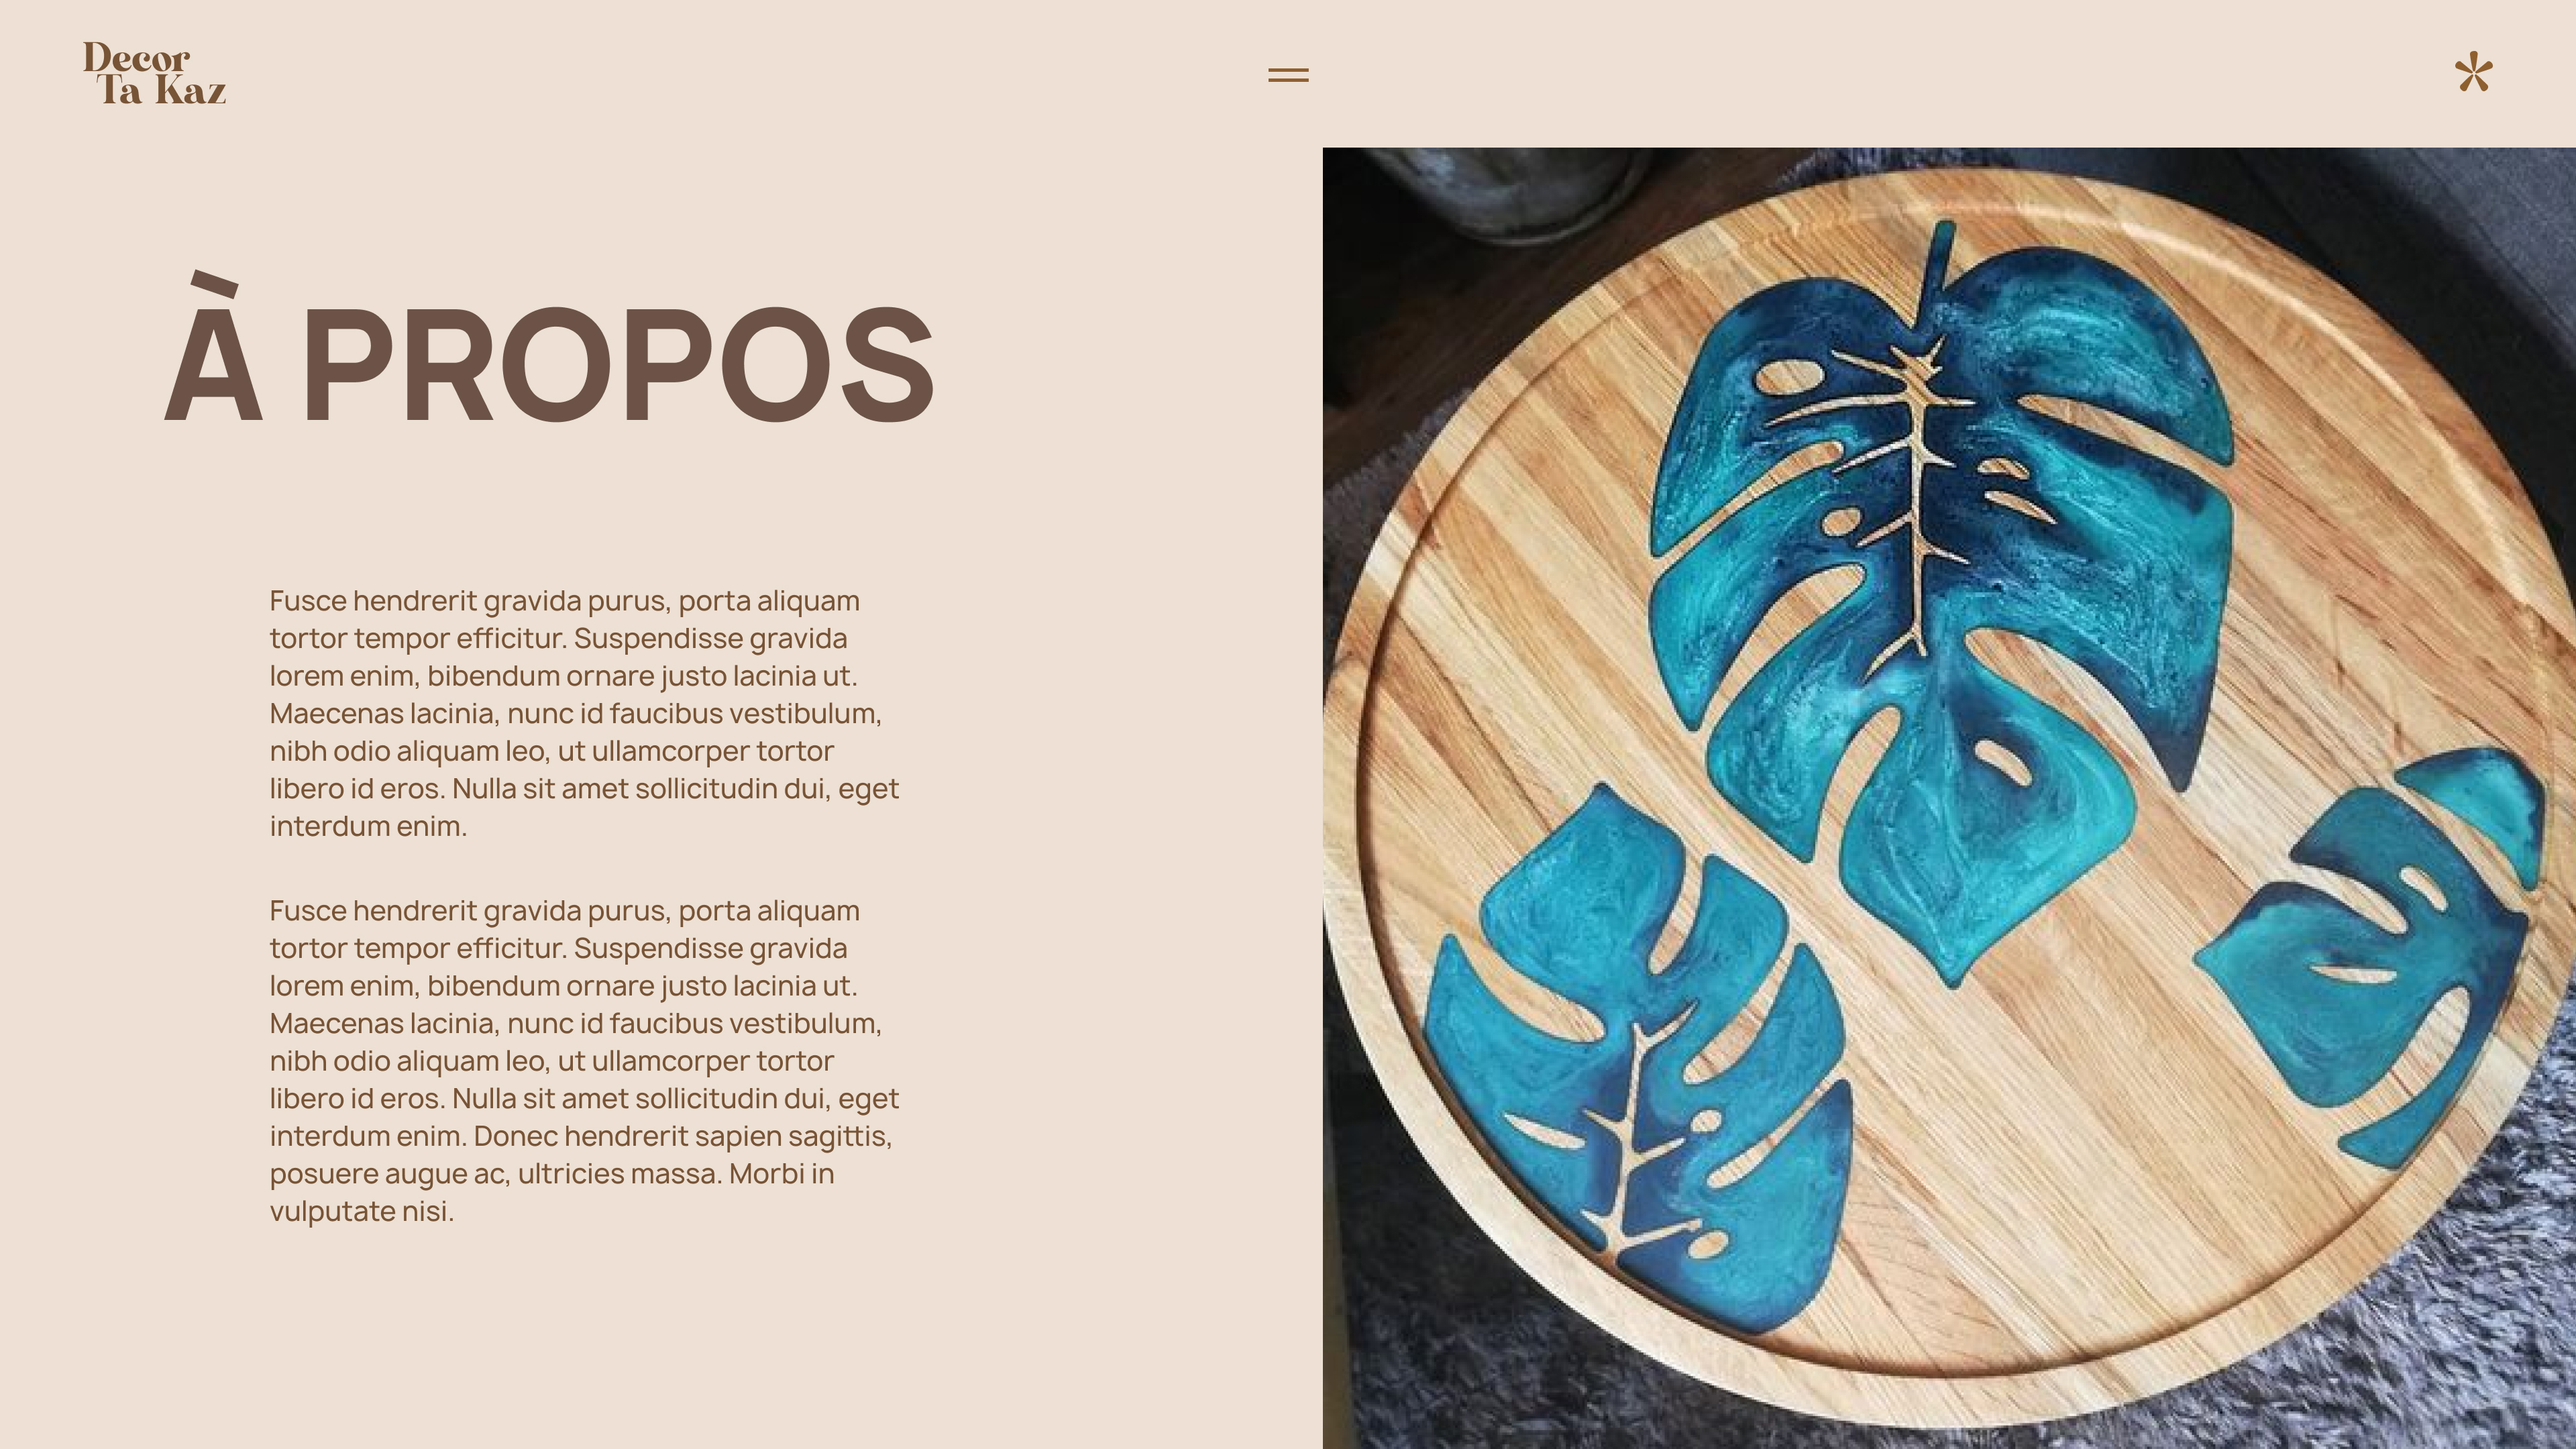 Decor
Ta Kaz
À PROPOS
Fusce hendrerit gravida purus, porta aliquam
tortor tempor efficitur. Suspendisse gravida
lorem enim, bibendum ornare justo lacinia ut.
Maecenas lacinia, nunc id faucibus vestibulum,
nibh odio aliquam leo, ut ullamcorper tortor
libero id eros. Nulla sit amet sollicitudin dui, eget
interdum enim.
Fusce hendrerit gravida purus, porta aliquam
tortor tempor efficitur. Suspendisse gravida
lorem enim, bibendum ornare justo lacinia ut.
Maecenas lacinia, nunc id faucibus vestibulum,
nibh odio aliquam leo, ut ullamcorper tortor
libero id eros. Nulla sit amet sollicitudin dui, eget
interdum enim. Donec hendrerit sapien sagittis,
posuere augue ac, ultricies massa. Morbi in
vulputate nisi.